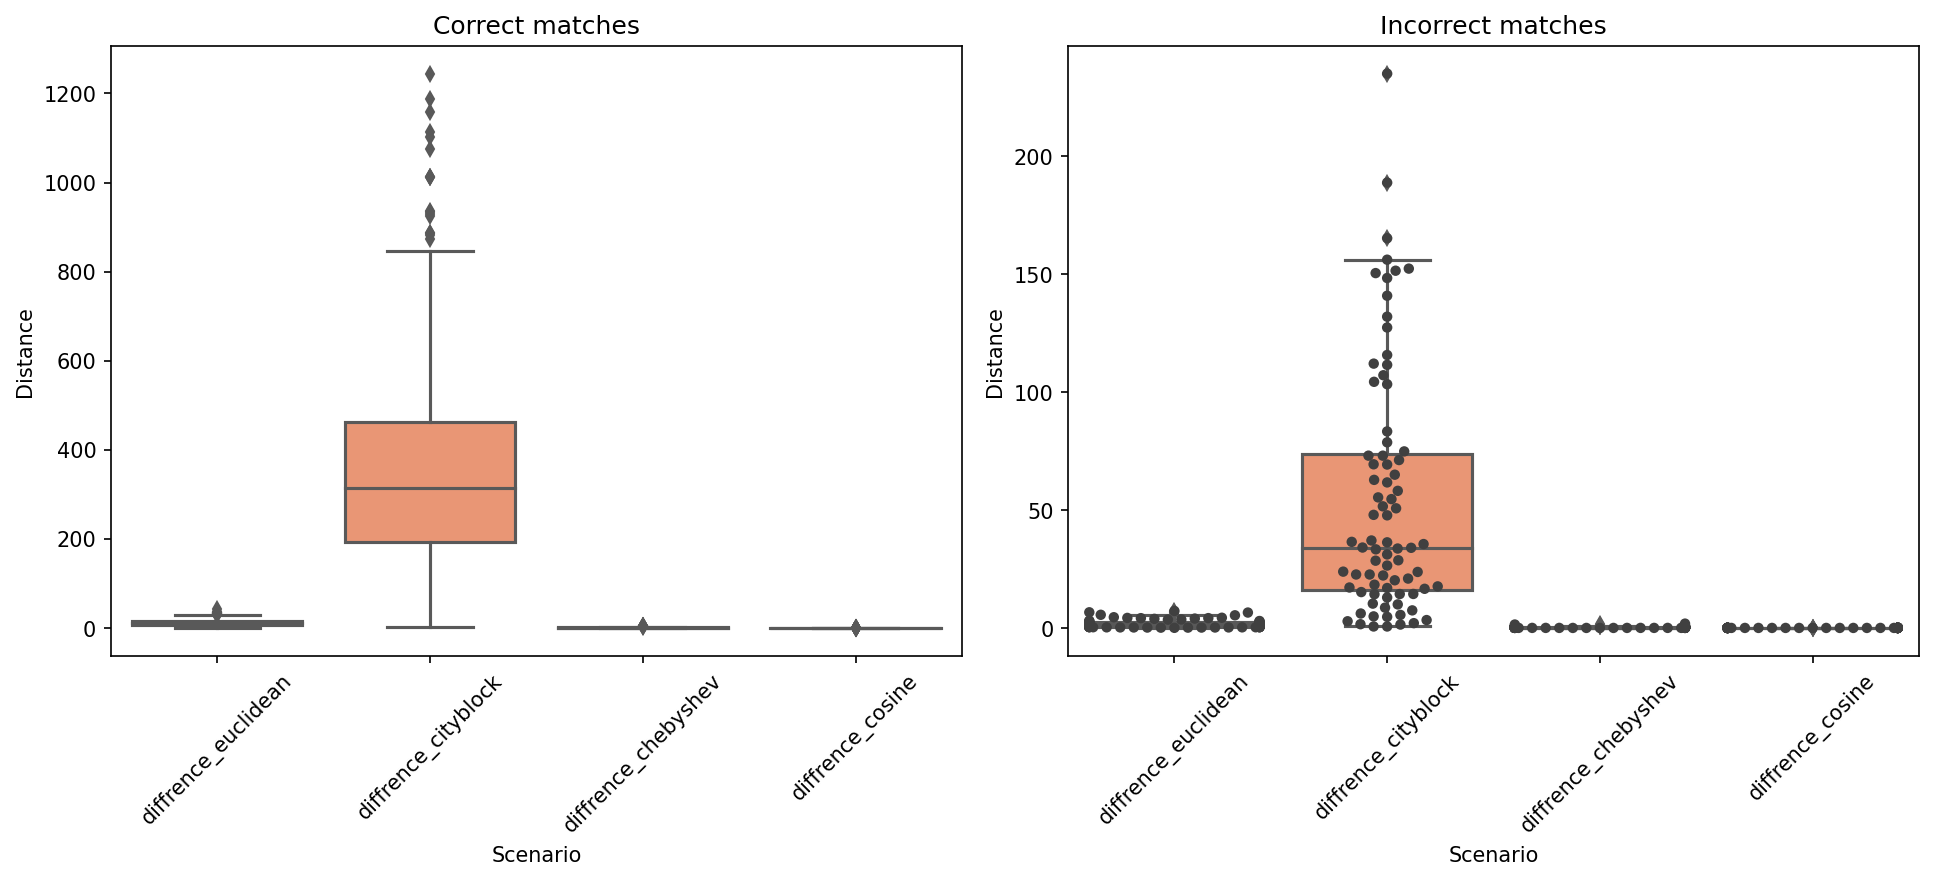 Correct matches
1200
1000
800
600
400
200
0
Distance
diffrence_euclidean
diffrence_cityblock
diffrence_chebyshev
diffrence_cosine
Scenario
Incorrect matches
200
150
100
50
0
Distance
diffrence_euclidean
diffrence_cityblock
diffrence_chebyshev
diffrence_cosine
Scenario